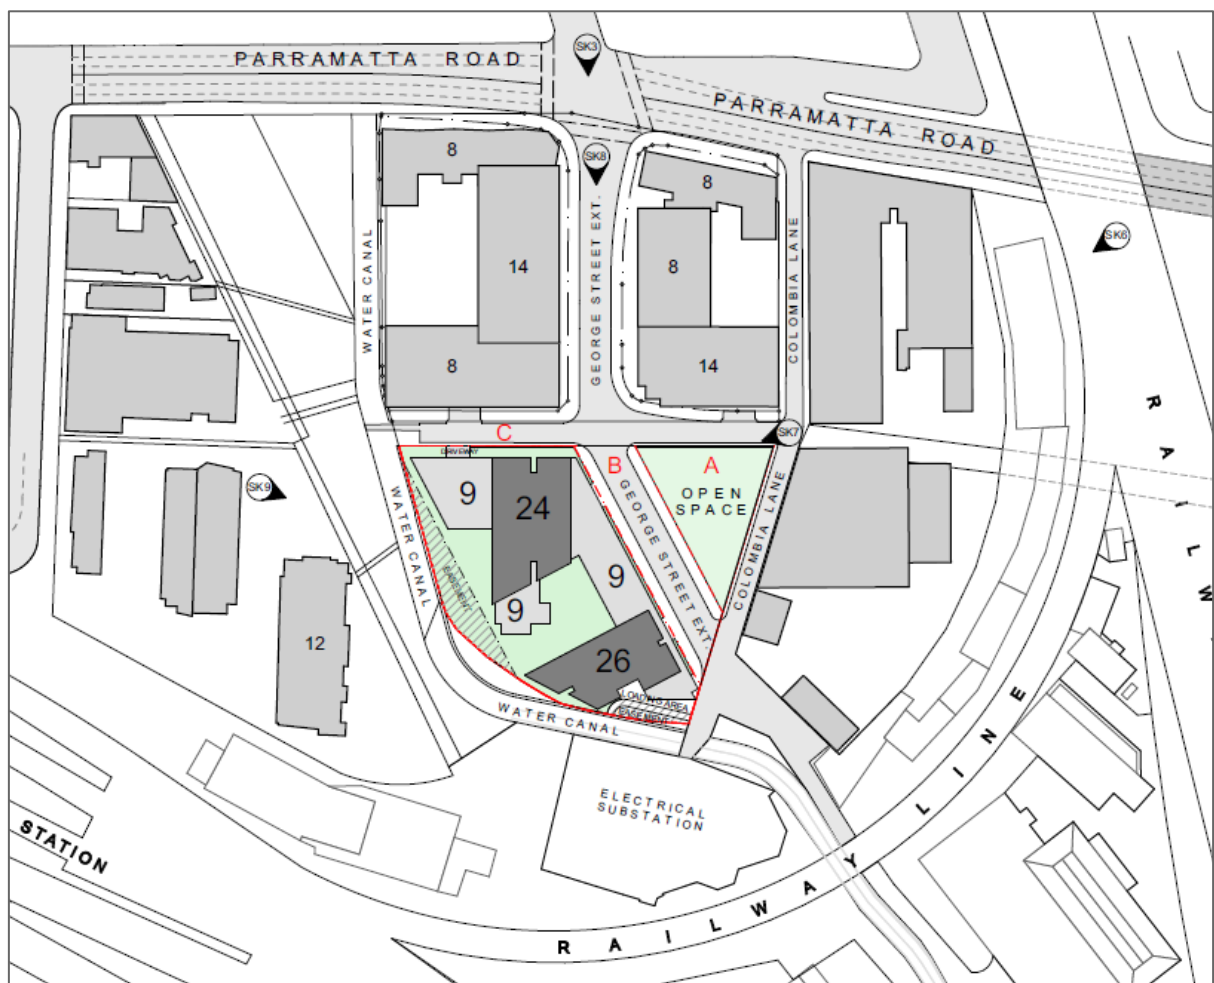 SK3
PARRAMATTA ROAD
PARRAMATTA ROAD
8
SK8
8
SK6
WATER CANAL
14
GEORGE STREET EXT.
8
COLOMBIA LANE
8
14
C
SK7
DRIVEWAY
B
A
OPEN
SPACE
SK9
9
24
WATER CANAL
EASEMENT
9
9
GEORGE STREET EXT.
COLOMBIA LANE
12
26
LOADING AREA
EASEMENT
WATER CANAL
ELECTRICAL
SUBSTATION
STATION
RAILWAY LINE
RAILW